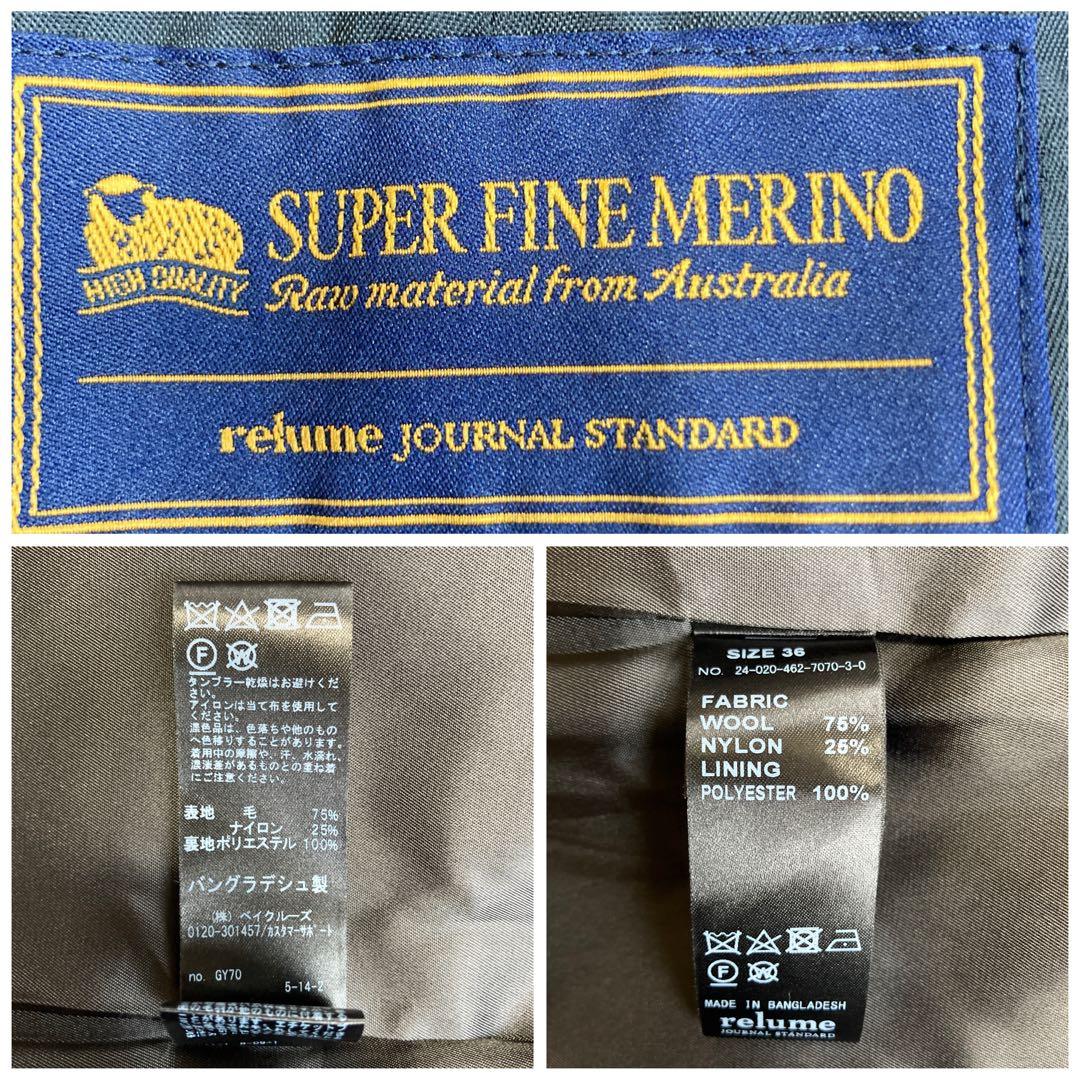 HIGH QUALITY
SUPER FINE MERINO
Raw material from Australia
relume JOURNAL STANDARD
F W
タンブラー乾燥はお避けくだ
さい。
アイロンは当て布を使用して
ください。
濃色品は、色落ちや他のもの
へ色移りすることがあります。
着用中の摩擦や、汗、水濡れ、
濃淡差があるものとの重ね着
にご注意ください。
表地 毛 75%
ナイロン 25%
裏地ポリエステル 100%
バングラデシュ製
(株) ベイクルーズ
0120-301457/カスタマーサポート
no. GY70
5-14-2
SIZE 36
NO. 24-020-462-7070-3-0
FABRIC
WOOL 75%
NYLON 25%
LINING
POLYESTER 100%
F W
MADE IN BANGLADESH
relume
JOURNAL STANDARD